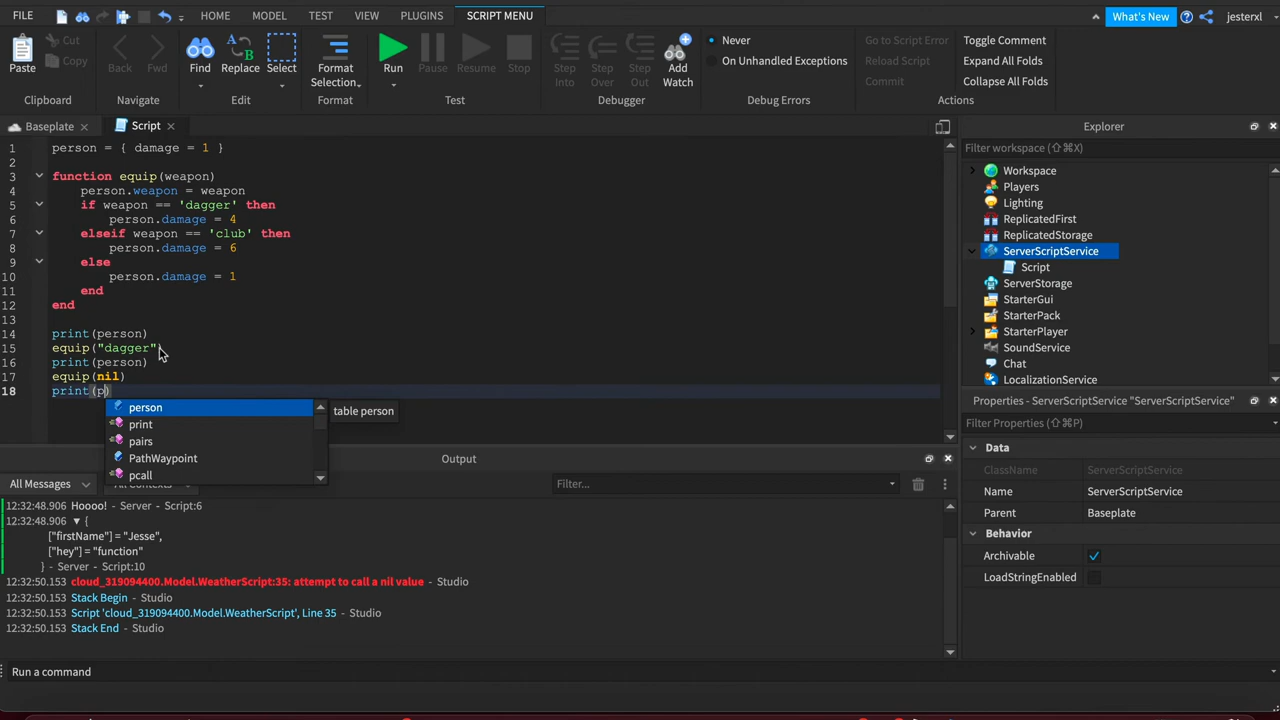 FILE HOME MODEL TEST VIEW PLUGINS SCRIPT MENU What's New jesterxl
Paste Cut Copy
Back Fwd
Find Replace Select
Format Selection
Run Pause Resume Stop
Step Into Step Over Step Out Add Watch
Never
On Unhandled Exceptions
Go to Script Error
Reload Script
Commit
Toggle Comment
Expand All Folds
Collapse All Folds
Clipboard Navigate Edit Format Test Debugger Debug Errors Actions
Baseplate Script
1 person = { damage = 1 }
2
3 function equip(weapon)
4 person.weapon = weapon
5 if weapon == 'dagger' then
6 person.damage = 4
7 elseif weapon == 'club' then
8 person.damage = 6
9 else
10 person.damage = 1
11 end
12 end
13
14 print(person)
15 equip("dagger")
16 print(person)
17 equip(nil)
18 print(p)
person table person
print
pairs
PathWaypoint
pcall
Output
All Messages Filter...
12:32:48.906 Hoooo! - Server - Script:6
12:32:48.906 ▼ {
["firstName"] = "Jesse",
["hey"] = "function"
} - Server - Script:10
12:32:50.153 cloud_319094400.Model.WeatherScript:35: attempt to call a nil value - Studio
12:32:50.153 Stack Begin - Studio
12:32:50.153 Script 'cloud_319094400.Model.WeatherScript', Line 35 - Studio
12:32:50.153 Stack End - Studio
Run a command
Explorer
Filter workspace (⇧⌘X)
Workspace
Players
Lighting
ReplicatedFirst
ReplicatedStorage
ServerScriptService
Script
ServerStorage
StarterGui
StarterPack
StarterPlayer
SoundService
Chat
LocalizationService
Properties - ServerScriptService "ServerScriptService"
Filter Properties (⇧⌘P)
Data
ClassName ServerScriptService
Name ServerScriptService
Parent Baseplate
Behavior
Archivable
LoadStringEnabled